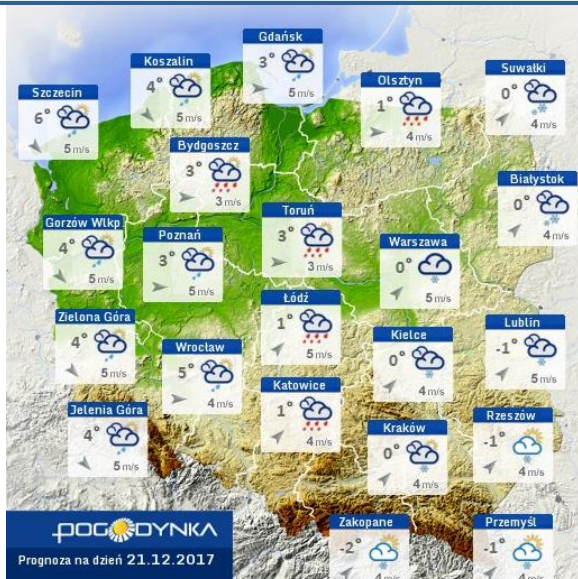 Gdańsk
3°
5 m/s
Koszalin
4°
5 m/s
Suwałki
0°
4 m/s
Olsztyn
1°
4 m/s
Szczecin
6°
5 m/s
Bydgoszcz
3°
3 m/s
Białystok
0°
4 m/s
Toruń
3°
3 m/s
Gorzów Wlkp.
4°
5 m/s
Poznań
3°
5 m/s
Warszawa
0°
5 m/s
Łódź
1°
5 m/s
Zielona Góra
4°
5 m/s
Lublin
-1°
5 m/s
Kielce
0°
4 m/s
Wrocław
5°
4 m/s
Katowice
1°
4 m/s
Jelenia Góra
4°
5 m/s
Rzeszów
-1°
4 m/s
Kraków
0°
4 m/s
Zakopane
-2°
4 m/s
Przemyśl
-1°
4 m/s
POGODYNKA
Prognoza na dzień 21.12.2017